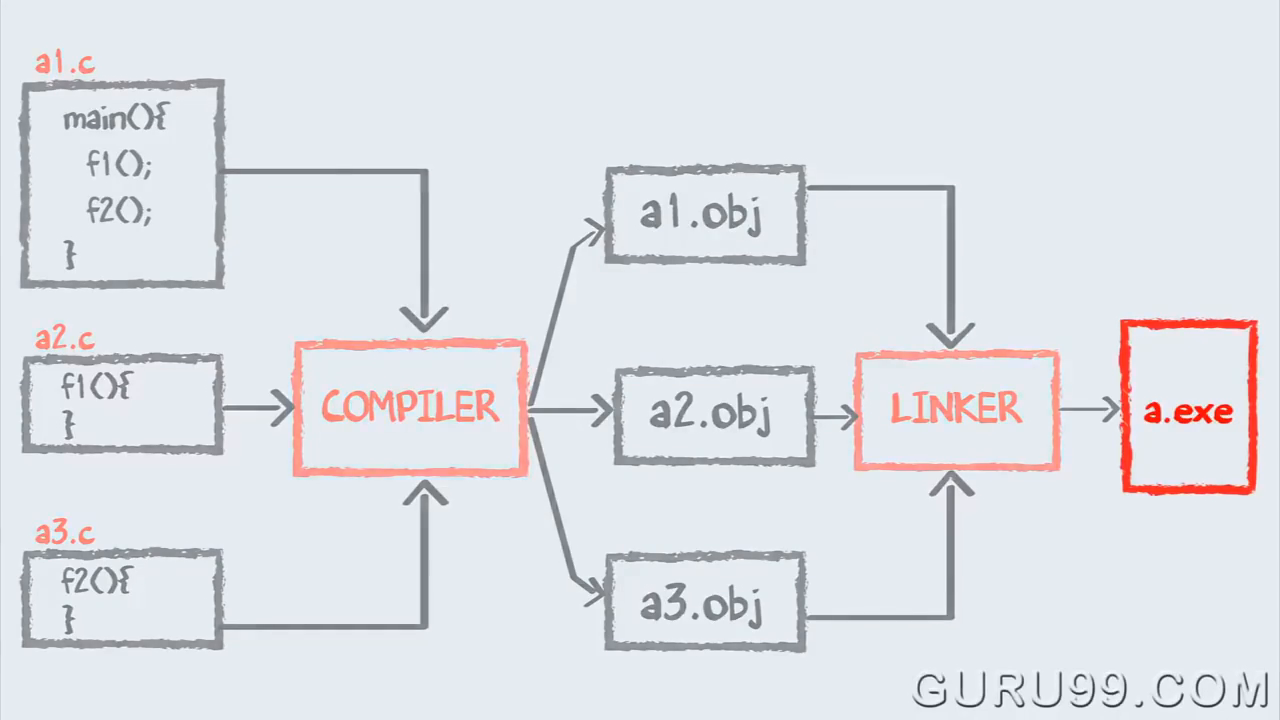 a1.c
main(){
f1();
f2();
}
a2.c
f1(){
}
a3.c
f2(){
}
COMPILER
a1.obj
a2.obj
a3.obj
LINKER
a.exe
GURU99.COM